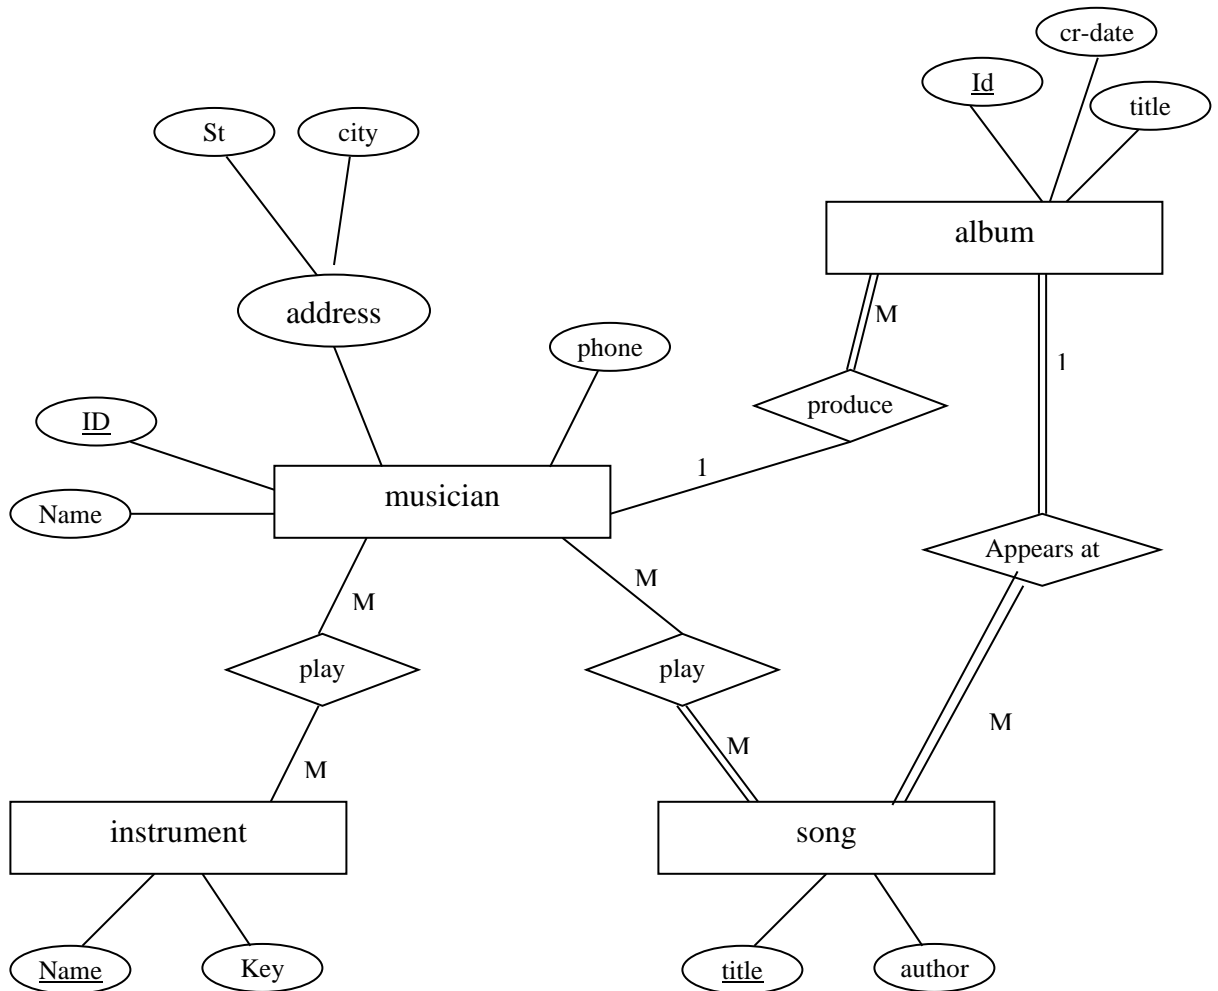 cr-date
Id
title
St
city
album
address
M
phone
1
produce
ID
1
musician
Name
Appears at
M
M
play
play
M
M
M
instrument
song
Name
Key
title
author